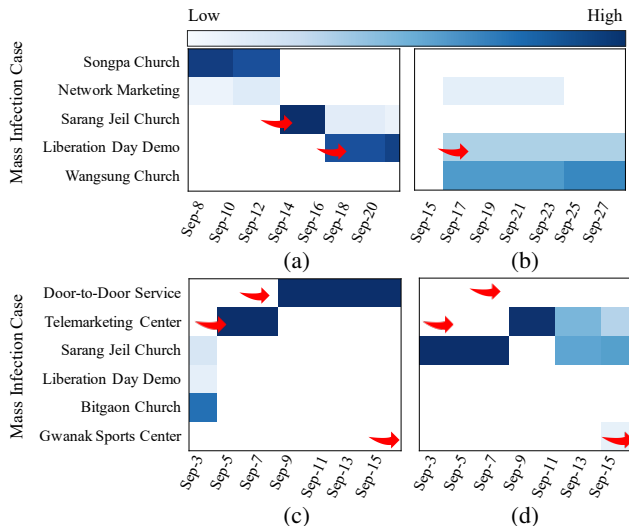 Low High
Mass Infection Case
Songpa Church
Network Marketing
Sarang Jeil Church
Liberation Day Demo
Wangsung Church
Sep-8 Sep-10 Sep-12 Sep-14 Sep-16 Sep-18 Sep-20
Sep-15 Sep-17 Sep-19 Sep-21 Sep-23 Sep-25 Sep-27
(a) (b)
Mass Infection Case
Door-to-Door Service
Telemarketing Center
Sarang Jeil Church
Liberation Day Demo
Bitgaon Church
Gwanak Sports Center
Sep-3 Sep-5 Sep-7 Sep-9 Sep-11 Sep-13 Sep-15
Sep-3 Sep-5 Sep-7 Sep-9 Sep-11 Sep-13 Sep-15
(c) (d)